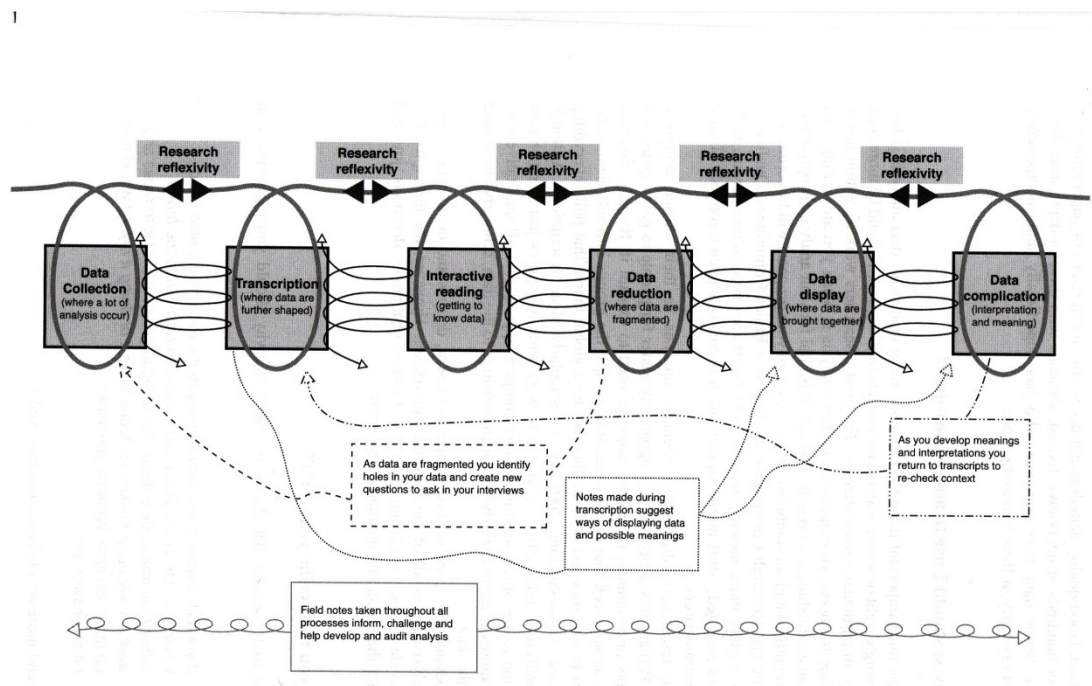 1
Research
reflexivity
Research
reflexivity
Research
reflexivity
Research
reflexivity
Research
reflexivity
Data
Collection
(where a lot of
analysis occur)
Transcription
(where data are
further shaped)
Interactive
reading
(getting to
know data)
Data
reduction
(where data are
fragmented)
Data
display
(where data are
brought together)
Data
complication
(interpretation
and meaning)
As data are fragmented you identify
holes in your data and create new
questions to ask in your interviews
Notes made during
transcription suggest
ways of displaying data
and possible meanings
As you develop meanings
and interpretations you
return to transcripts to
re-check context
Field notes taken throughout all
processes inform, challenge and
help develop and audit analysis